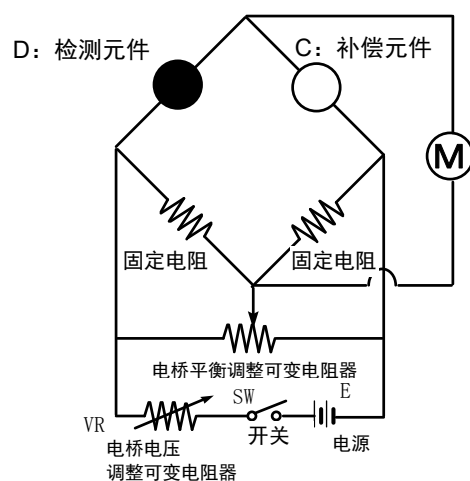 D：检测元件
C：补偿元件
M
固定电阻
固定电阻
电桥平衡调整可变电阻器
SW
E
VR
开关
电源
电桥电压
调整可变电阻器